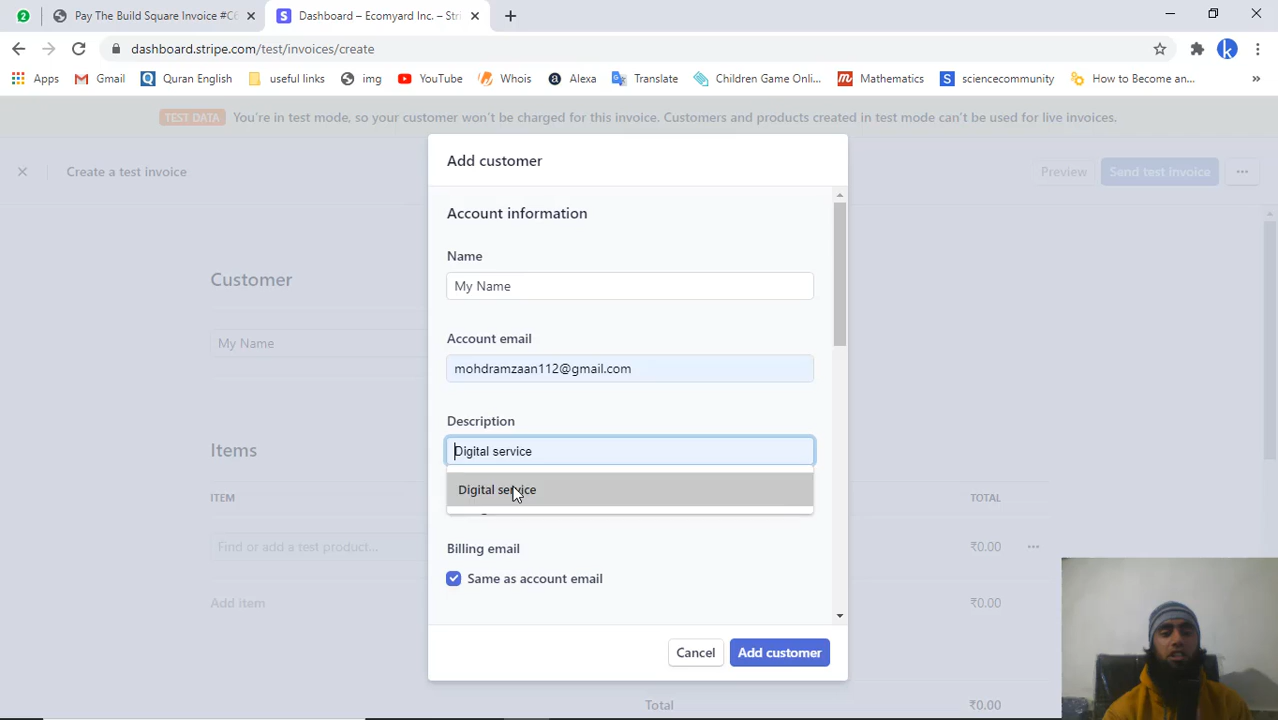 2
Pay The Build Square Invoice #C6
Dashboard – Ecomyard Inc. – Str
dashboard.stripe.com/test/invoices/create
Apps
Gmail
Quran English
useful links
img
YouTube
Whois
Alexa
Translate
Children Game Onli...
Mathematics
sciencecommunity
How to Become an...
TEST DATA You're in test mode, so your customer won't be charged for this invoice. Customers and products created in test mode can't be used for live invoices.
Create a test invoice
Preview
Send test invoice
Add customer
Account information
Name
My Name
Account email
mohdramzaan112@gmail.com
Description
Digital service
Digital service
Billing email
Same as account email
Cancel
Add customer
Customer
My Name
Items
ITEM
TOTAL
Find or add a test product...
₹0.00
Add item
₹0.00
Total
₹0.00